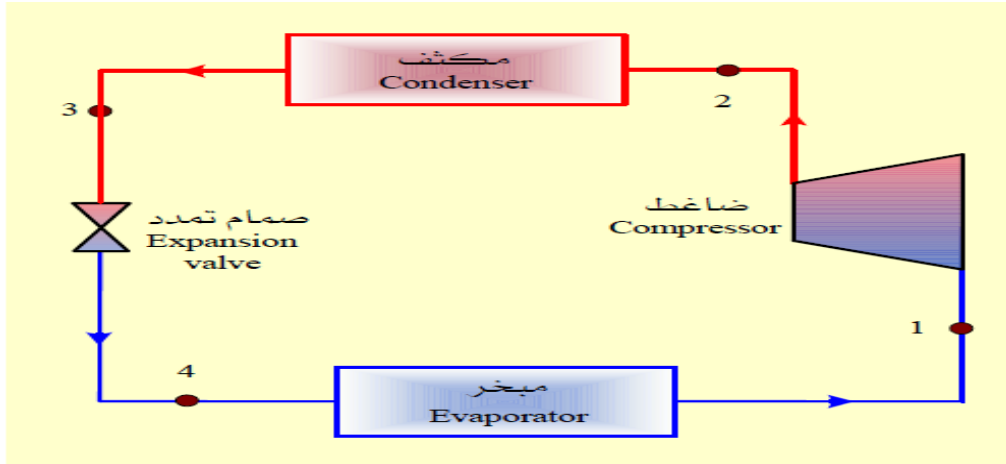 مكثف
Condenser
2
3
ضاغط
Compressor
صمام تمدد
Expansion
valve
1
4
مبخر
Evaporator